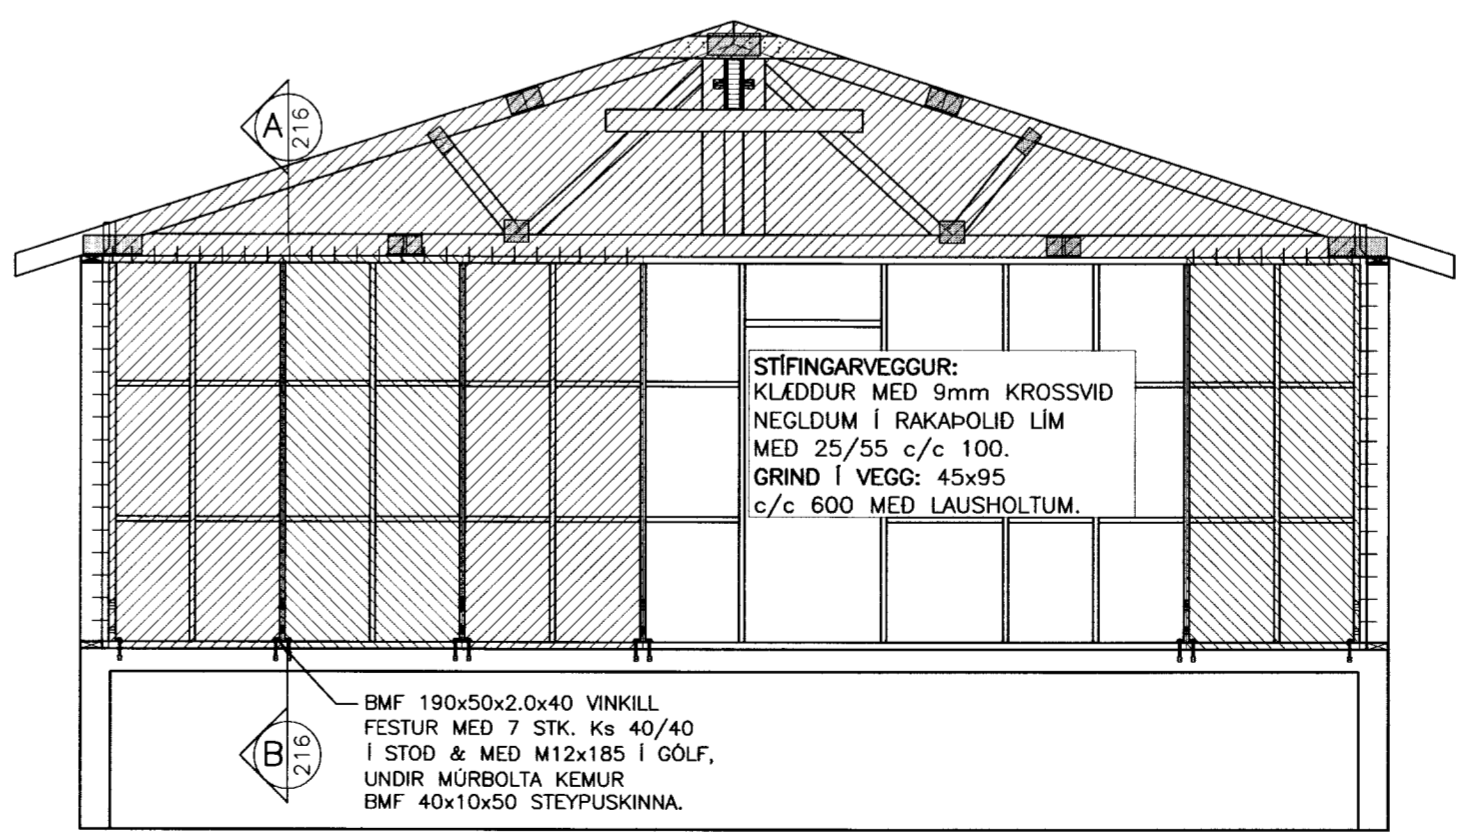 A
216
STÍFINGARVEGGUR:
KLÆDDUR MEÐ 9mm KROSSVIÐ
NEGLDUM Í RAKAÞOLIÐ LÍM
MEÐ 25/55 c/c 100.
GRIND Í VEGG: 45x95
c/c 600 MEÐ LAUSHOLTUM.
BMF 190x50x2.0x40 VINKILL
FESTUR MEÐ 7 STK. Ks 40/40
Í STOÐ & MEÐ M12x185 Í GÓLF,
UNDIR MÚRBOLTA KEMUR
BMF 40x10x50 STEYPUSKINNA.
B
216